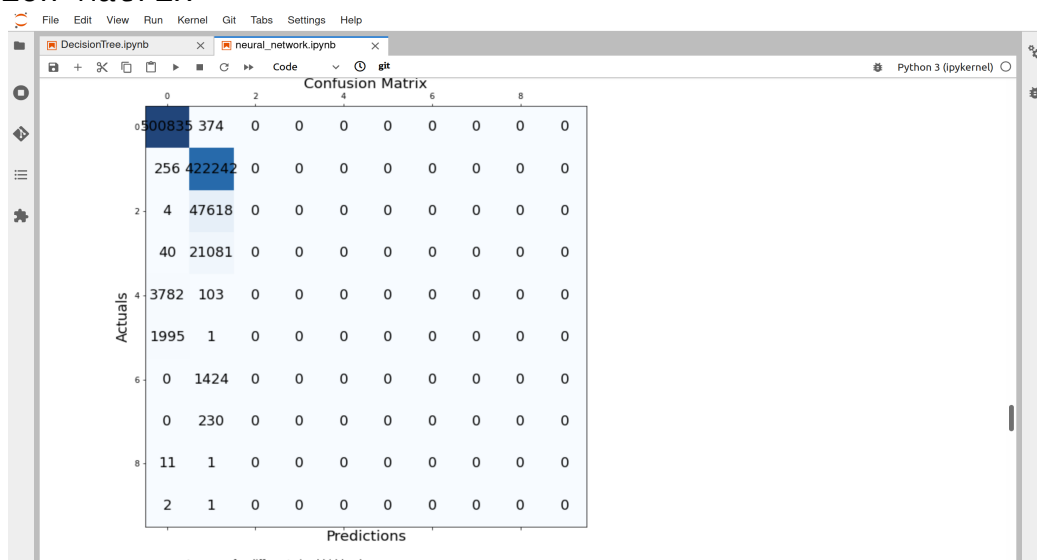 File Edit View Run Kernel Git Tabs Settings Help
DecisionTree.ipynb neural_network.ipynb
Code git Python 3 (ipykernel)
Confusion Matrix
0 2 4 6 8
0 500835 374 0 0 0 0 0 0 0 0
256 422242 0 0 0 0 0 0 0 0
2 4 47618 0 0 0 0 0 0 0 0
40 21081 0 0 0 0 0 0 0 0
4 3782 103 0 0 0 0 0 0 0 0
Actuals
1995 1 0 0 0 0 0 0 0 0
6 0 1424 0 0 0 0 0 0 0 0
0 230 0 0 0 0 0 0 0 0
8 11 1 0 0 0 0 0 0 0 0
2 1 0 0 0 0 0 0 0 0
Predictions